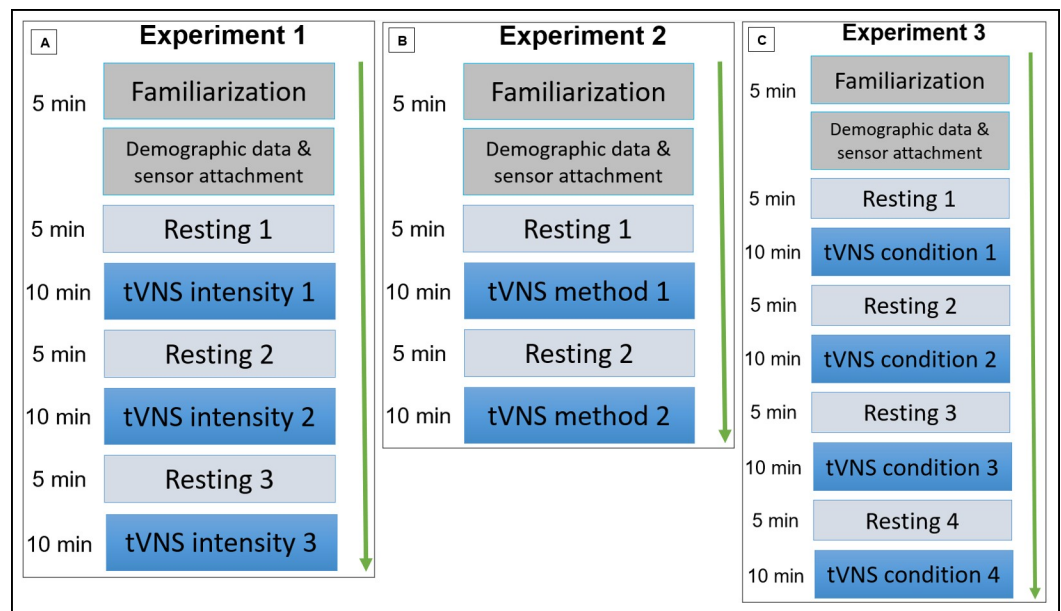 A
Experiment 1
5 min
Familiarization
Demographic data &
sensor attachment
5 min
Resting 1
10 min
tVNS intensity 1
5 min
Resting 2
10 min
tVNS intensity 2
5 min
Resting 3
10 min
tVNS intensity 3
B
Experiment 2
5 min
Familiarization
Demographic data &
sensor attachment
5 min
Resting 1
10 min
tVNS method 1
5 min
Resting 2
10 min
tVNS method 2
C
Experiment 3
5 min
Familiarization
Demographic data &
sensor attachment
5 min
Resting 1
10 min
tVNS condition 1
5 min
Resting 2
10 min
tVNS condition 2
5 min
Resting 3
10 min
tVNS condition 3
5 min
Resting 4
10 min
tVNS condition 4